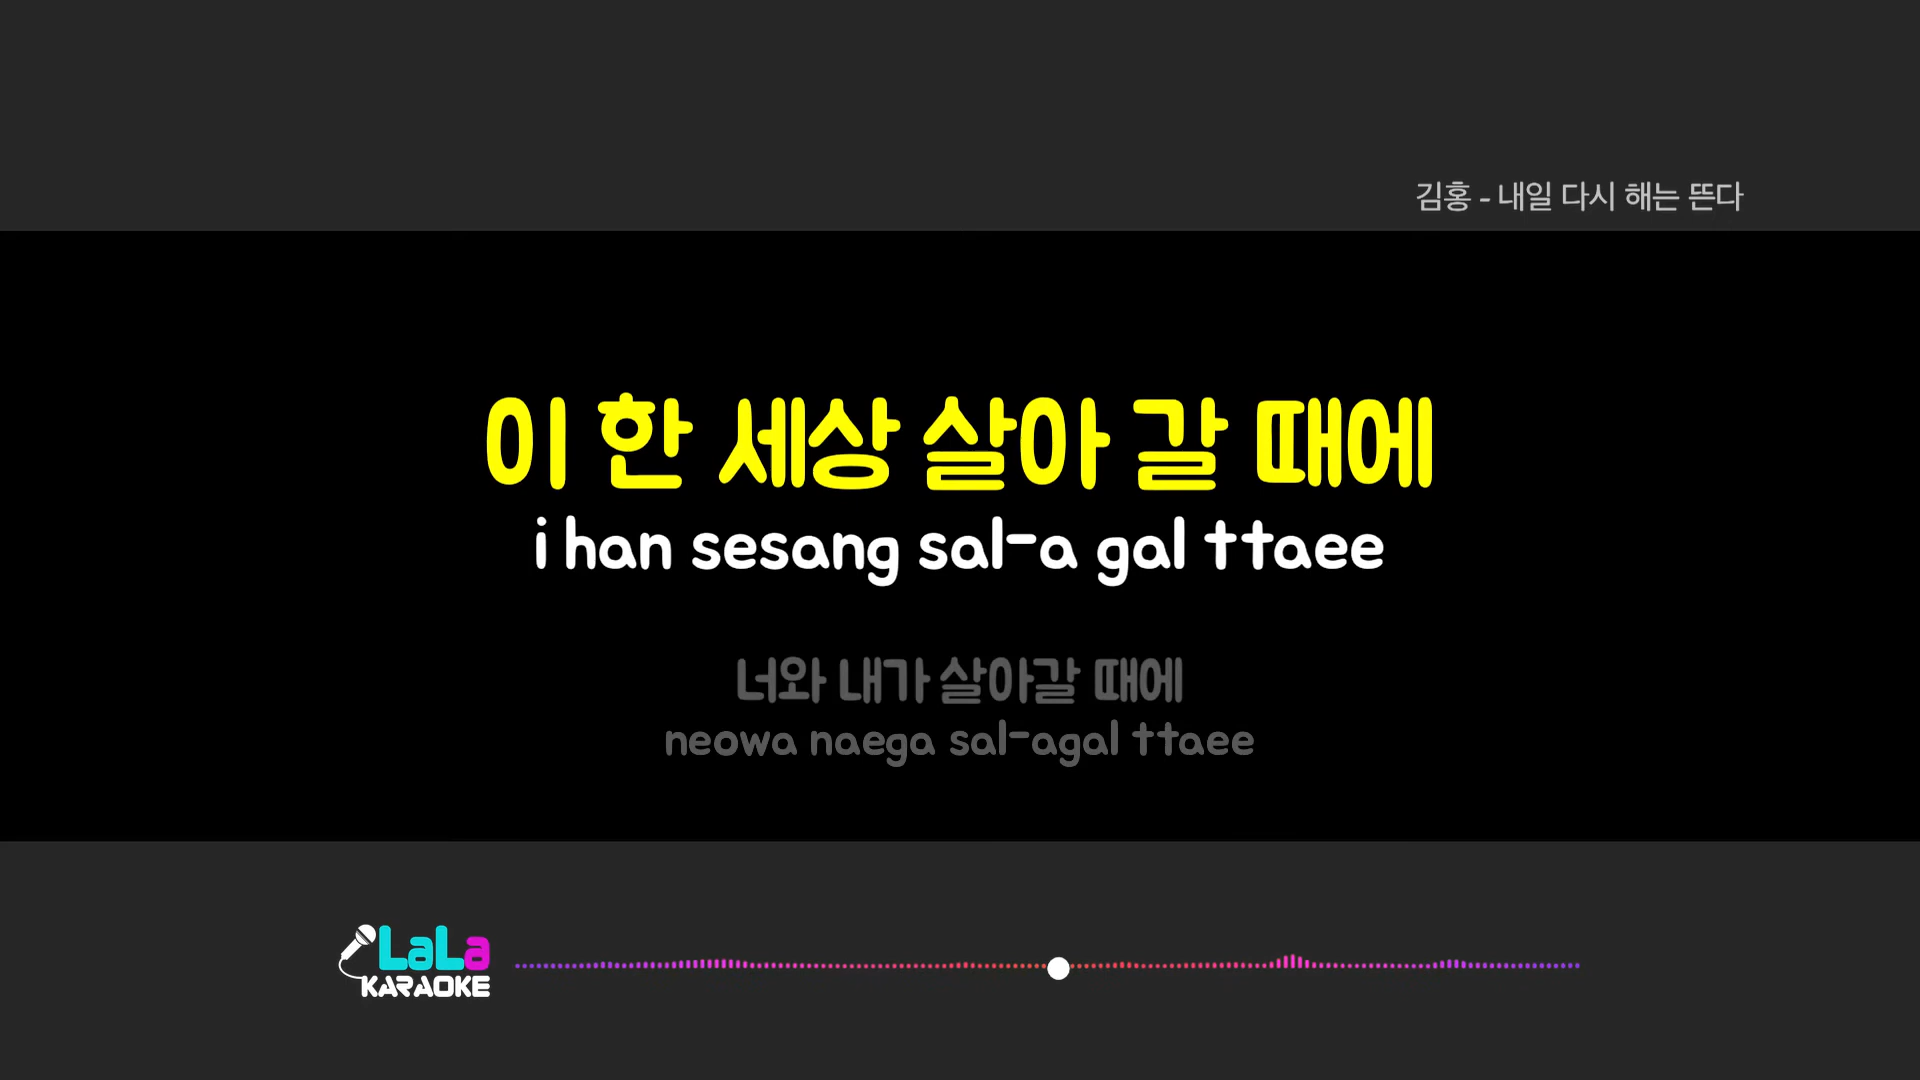 김홍 - 내일 다시 해는 뜬다
이 한 세상 살아 갈 때에
i han sesang sal-a gal ttaee
너와 내가 살아갈 때에
neowa naega sal-agal ttaee
LaLa
KARAOKE